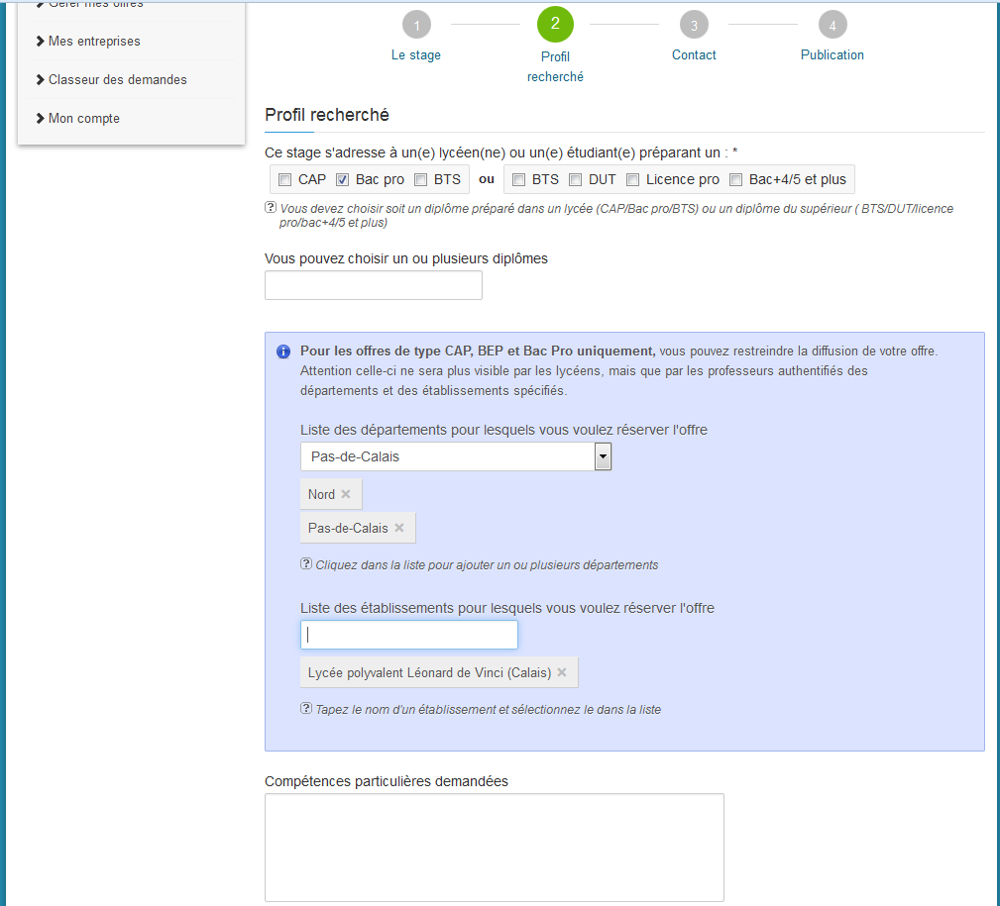 Gérer mes offres
Mes entreprises
Classeur des demandes
Mon compte
1
2
3
4
Le stage
Profil
recherché
Contact
Publication
Profil recherché
Ce stage s'adresse à un(e) lycéen(ne) ou un(e) étudiant(e) préparant un : *
CAP Bac pro BTS ou BTS DUT Licence pro Bac+4/5 et plus
Vous devez choisir soit un diplôme préparé dans un lycée (CAP/Bac pro/BTS) ou un diplôme du supérieur ( BTS/DUT/licence
pro/bac+4/5 et plus)
Vous pouvez choisir un ou plusieurs diplômes
Pour les offres de type CAP, BEP et Bac Pro uniquement, vous pouvez restreindre la diffusion de votre offre.
Attention celle-ci ne sera plus visible par les lycéens, mais que par les professeurs authentifiés des
départements et des établissements spécifiés.
Liste des départements pour lesquels vous voulez réserver l'offre
Pas-de-Calais
Nord
Pas-de-Calais
Cliquez dans la liste pour ajouter un ou plusieurs départements
Liste des établissements pour lesquels vous voulez réserver l'offre
Lycée polyvalent Léonard de Vinci (Calais)
Tapez le nom d'un établissement et sélectionnez le dans la liste
Compétences particulières demandées